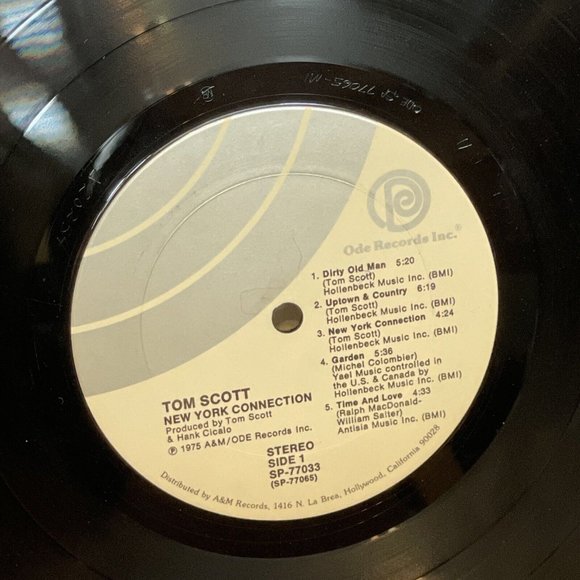 Ode Records Inc.®
1. Dirty Old Man 5:20
(Tom Scott)
Hollenbeck Music Inc. (BMI)
2. Uptown & Country 6:19
(Tom Scott)
Hollenbeck Music Inc. (BMI)
3. New York Connection 4:24
(Tom Scott)
Hollenbeck Music Inc. (BMI)
4. Garden 5:36
(Michel Colombier)
Yael Music controlled in
the U.S. & Canada by
Hollenbeck Music Inc. (BMI)
5. Time And Love 4:33
(Ralph MacDonald-
William Salter)
Antisia Music Inc. (BMI)
TOM SCOTT
NEW YORK CONNECTION
Produced by Tom Scott
& Hank Cicalo
℗ 1975 A&M/ODE Records Inc.
STEREO
SIDE 1
SP-77033
(SP-77065)
Distributed by A&M Records, 1416 N. La Brea, Hollywood, California 90028